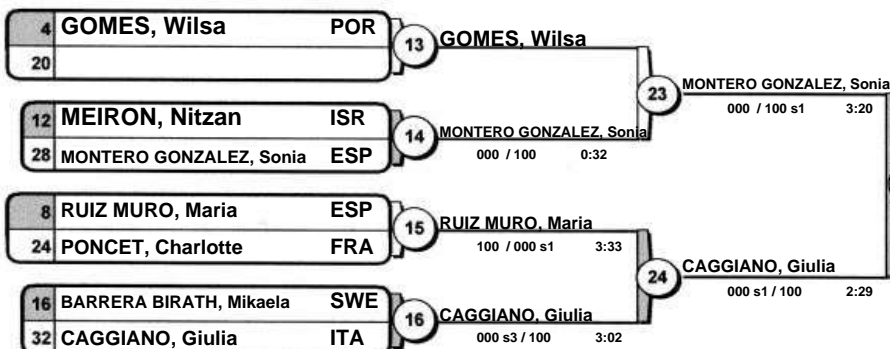 4 GOMES, Wilsa POR
20
13
GOMES, Wilsa
12 MEIRON, Nitzan ISR
28 MONTERO GONZALEZ, Sonia ESP
14
MONTERO GONZALEZ, Sonia
000 / 100 0:32
23
MONTERO GONZALEZ, Sonia
000 / 100 s1 3:20
8 RUIZ MURO, Maria ESP
24 PONCET, Charlotte FRA
15
RUIZ MURO, Maria
100 / 000 s1 3:33
16 BARRERA BIRATH, Mikaela SWE
32 CAGGIANO, Giulia ITA
16
CAGGIANO, Giulia
000 s3 / 100 3:02
24
CAGGIANO, Giulia
000 s1 / 100 2:29